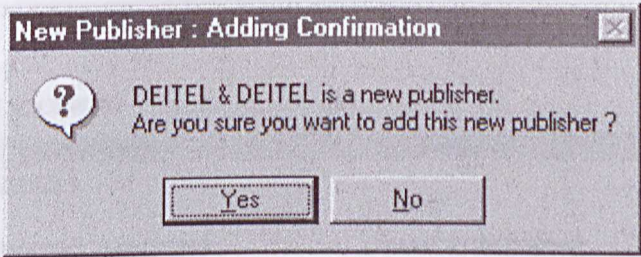 New Publisher : Adding Confirmation
?
DEITEL & DEITEL is a new publisher.
Are you sure you want to add this new publisher ?
Yes
No